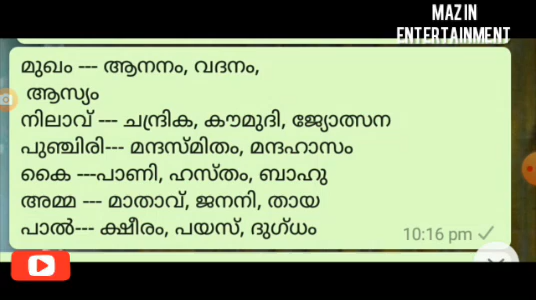 MAZIN
ENTERTAINMENT
മുഖം --- ആനനം, വദനം,
ആസ്യം
നിലാവ് --- ചന്ദ്രിക, കൗമുദി, ജ്യോത്സന
പുഞ്ചിരി--- മന്ദസ്മിതം, മന്ദഹാസം
കൈ ---പാണി, ഹസ്തം, ബാഹു
അമ്മ --- മാതാവ്, ജനനി, തായ
പാൽ--- ക്ഷീരം, പയസ്, ദുഗ്ധം
10:16 pm